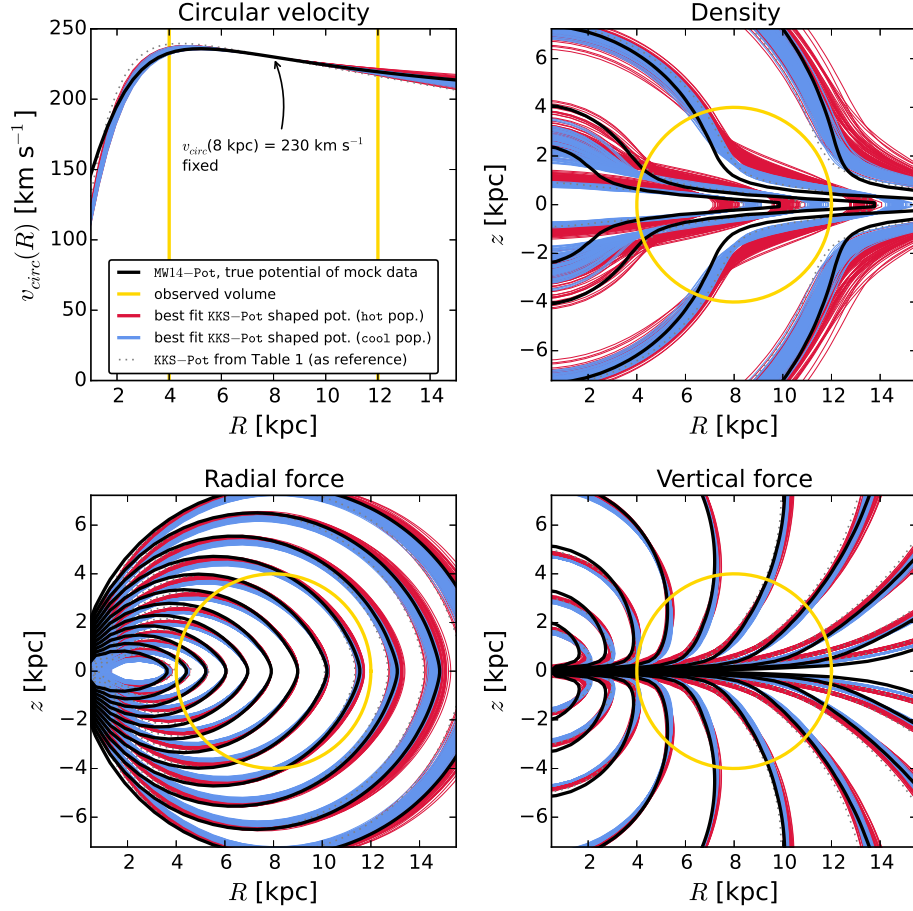 Circular velocity
250
200
150
100
50
0
v_circ(R) [km s⁻¹]
v_circ(8 kpc) = 230 km s⁻¹
fixed
MW14-Pot, true potential of mock data
observed volume
best fit KKS-Pot shaped pot. (hot pop.)
best fit KKS-Pot shaped pot. (cool pop.)
KKS-Pot from Table 1 (as reference)
2 4 6 8 10 12 14
R [kpc]
Density
6
4
2
0
−2
−4
−6
z [kpc]
2 4 6 8 10 12 14
R [kpc]
Radial force
6
4
2
0
−2
−4
−6
z [kpc]
2 4 6 8 10 12 14
R [kpc]
Vertical force
6
4
2
0
−2
−4
−6
z [kpc]
2 4 6 8 10 12 14
R [kpc]